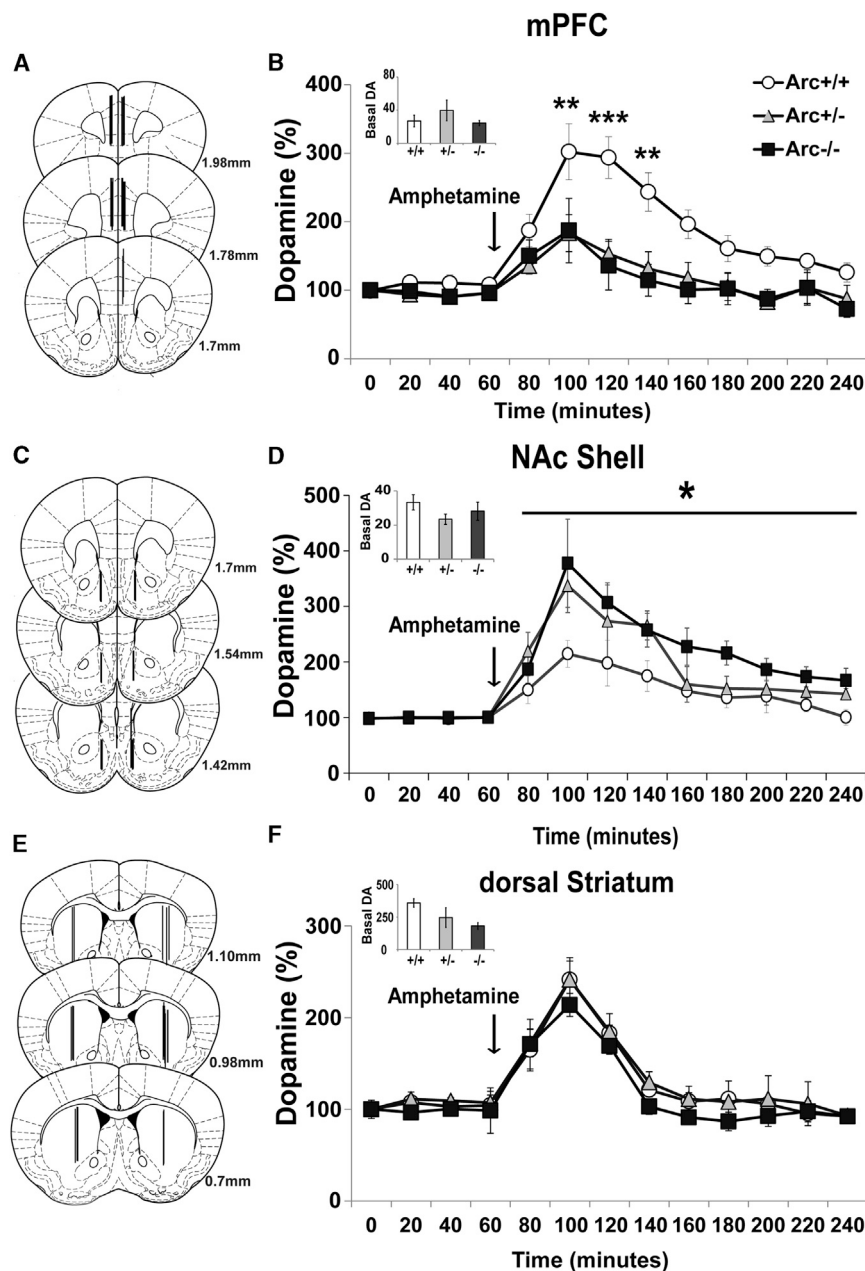 mPFC
A
1.98mm
1.78mm
1.7mm
B
400
300
200
100
0
Dopamine (%)
80
40
0
Basal DA
+/+ +/- -/-
Amphetamine
** *** **
Arc+/+
Arc+/-
Arc-/-
0 20 40 60 80 100 120 140 160 180 200 220 240
Time (minutes)
C
1.7mm
1.54mm
1.42mm
D
NAc Shell
500
400
300
200
100
0
Dopamine (%)
40
20
0
Basal DA
+/+ +/- -/-
Amphetamine
*
0 20 40 60 80 100 110 140 160 180 200 220 240
Time (minutes)
E
1.10mm
0.98mm
0.7mm
F
dorsal Striatum
300
200
100
0
Dopamine (%)
500
250
0
Basal DA
+/+ +/- -/-
Amphetamine
0 20 40 60 80 100 120 140 160 180 200 220 240
Time (minutes)